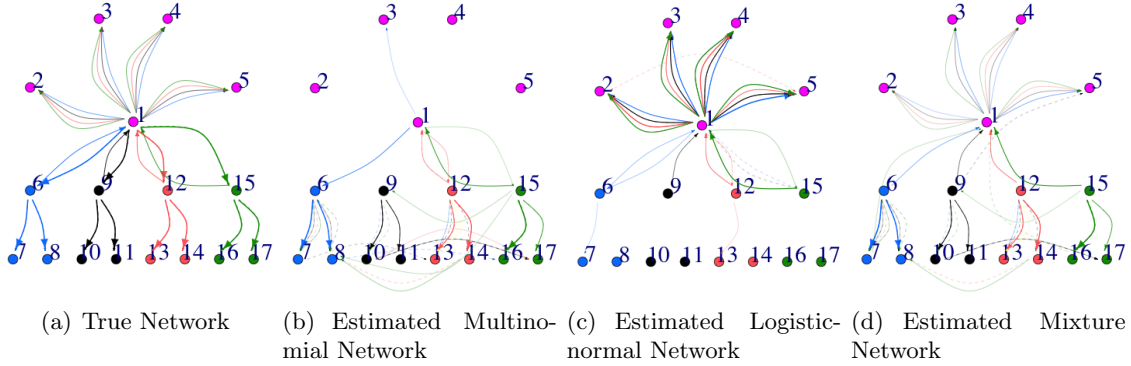 3 4
2 5
1
6 9 12 15
7 8 10 11 13 14 16 17
3 4
2 5
1
6 9 12 15
7 8 10 11 13 14 16 17
3 4
2 5
1
6 9 12 15
7 8 10 11 13 14 16 17
3 4
2 5
1
6 9 12 15
7 8 10 11 13 14 16 17
(a) True Network
(b) Estimated Multino-
mial Network
(c) Estimated Logistic-
normal Network
(d) Estimated Mixture
Network